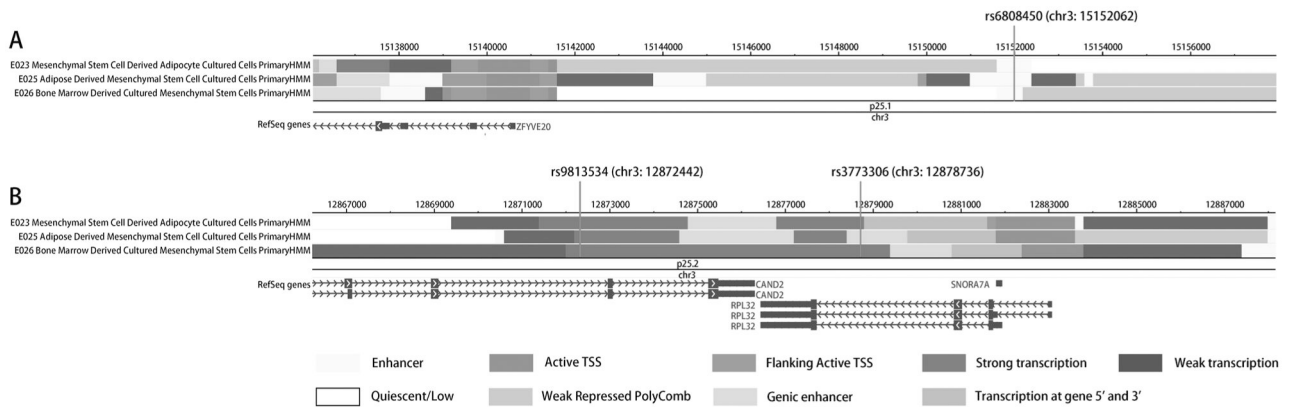 rs6808450 (chr3: 15152062)
A
15138000 15140000 15142000 15144000 15146000 15148000 15150000 15152000 15154000 15156000
E023 Mesenchymal Stem Cell Derived Adipocyte Cultured Cells PrimaryHMM
E025 Adipose Derived Mesenchymal Stem Cell Cultured Cells PrimaryHMM
E026 Bone Marrow Derived Cultured Mesenchymal Stem Cells PrimaryHMM
p25.1
chr3
RefSeq genes
ZFYVE20
rs9813534 (chr3: 12872442) rs3773306 (chr3: 12878736)
B
12867000 12869000 12871000 12873000 12875000 12877000 12879000 12881000 12883000 12885000 12887000
E023 Mesenchymal Stem Cell Derived Adipocyte Cultured Cells PrimaryHMM
E025 Adipose Derived Mesenchymal Stem Cell Cultured Cells PrimaryHMM
E026 Bone Marrow Derived Cultured Mesenchymal Stem Cells PrimaryHMM
p25.2
chr3
RefSeq genes CAND2 SNORA7A
CAND2
RPL32
RPL32
RPL32
Enhancer Active TSS Flanking Active TSS Strong transcription Weak transcription
Quiescent/Low Weak Repressed PolyComb Genic enhancer Transcription at gene 5' and 3'